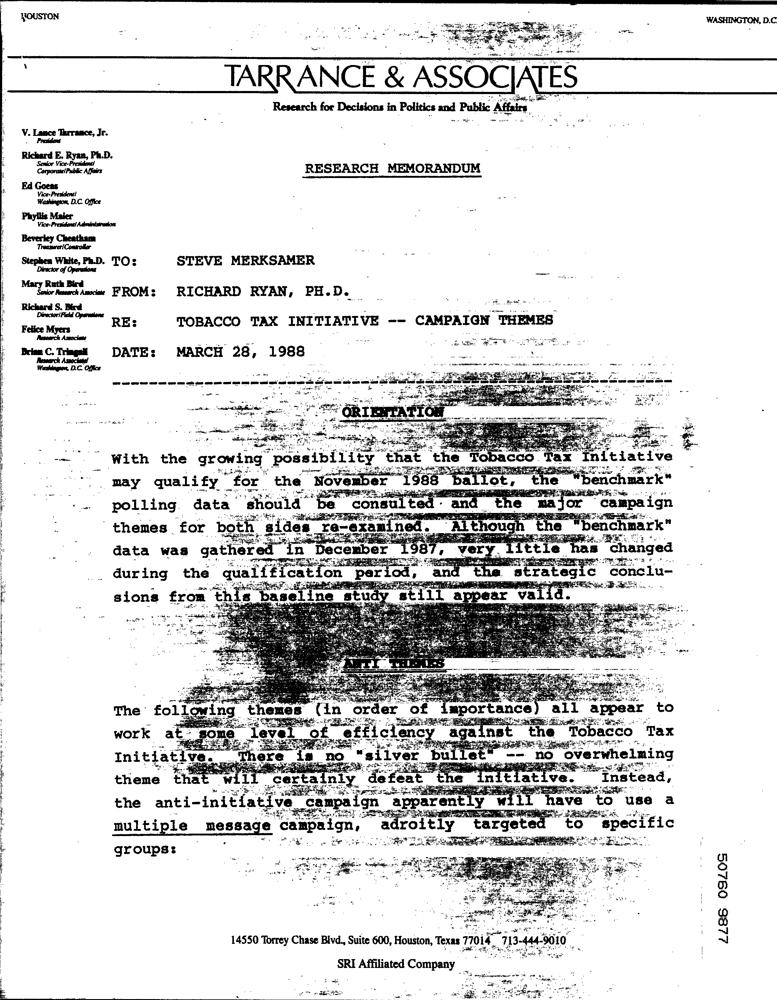 HOUSTON
WASHINGTON, D.C.
TARRANCE & ASSOCIATES
Research for Decisions in Politics and Public Affairs
V. Lance Tarrance, Jr.
President
Richard E. Ryan, Ph.D.
Senior Vice-President
Corporate/Public Affairs
Ed Goeas
Vice-President
Washington, D.C. Office
Phyllis Maier
Vice-President/Administration
Beverley Cheatham
Treasurer/Controller
Stephen White, Ph.D.
Director of Operations
Mary Ruth Bird
Senior Research Associate
Richard S. Bird
Director/Field Operations
Felice Myers
Research Associate
Brian C. Tringali
Research Associate
Washington, D.C. Office
RESEARCH MEMORANDUM
TO: STEVE MERKSAMER
FROM: RICHARD RYAN, PH.D.
RE: TOBACCO TAX INITIATIVE -- CAMPAIGN THEMES
DATE: MARCH 28, 1988
ORIENTATION
With the growing possibility that the Tobacco Tax Initiative
may qualify for the November 1988 ballot, the "benchmark"
polling data should be consulted and the major campaign
themes for both sides re-examined. Although the "benchmark"
data was gathered in December 1987, very little has changed
during the qualification period, and the strategic conclu-
sions from this baseline study still appear valid.
ANTI THEMES
The following themes (in order of importance) all appear to
work at some level of efficiency against the Tobacco Tax
Initiative. There is no "silver bullet" -- no overwhelming
theme that will certainly defeat the initiative. Instead,
the anti-initiative campaign apparently will have to use a
multiple message campaign, adroitly targeted to specific
groups:
50760 9877
14550 Torrey Chase Blvd., Suite 600, Houston, Texas 77014 713-444-9010
SRI Affiliated Company